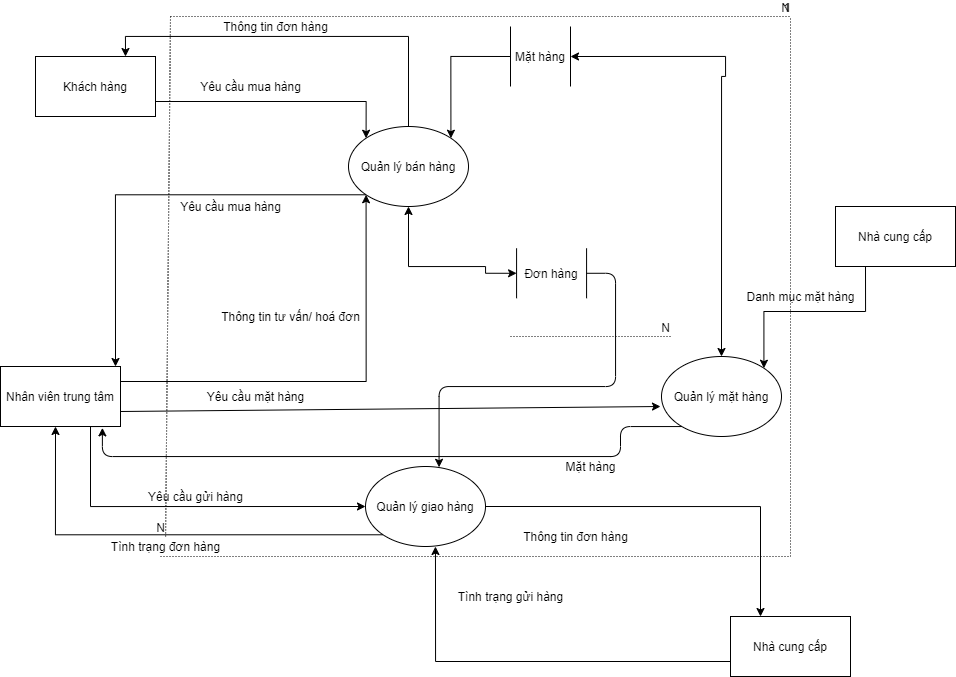 N
Thông tin đơn hàng
Mặt hàng
Khách hàng
Yêu cầu mua hàng
Quản lý bán hàng
Yêu cầu mua hàng
Nhà cung cấp
Đơn hàng
Danh mục mặt hàng
Thông tin tư vấn/ hoá đơn
N
Nhân viên trung tâm
Yêu cầu mặt hàng
Quản lý mặt hàng
Mặt hàng
Yêu cầu gửi hàng
Quản lý giao hàng
N
Thông tin đơn hàng
Tình trạng đơn hàng
Tình trạng gửi hàng
Nhà cung cấp